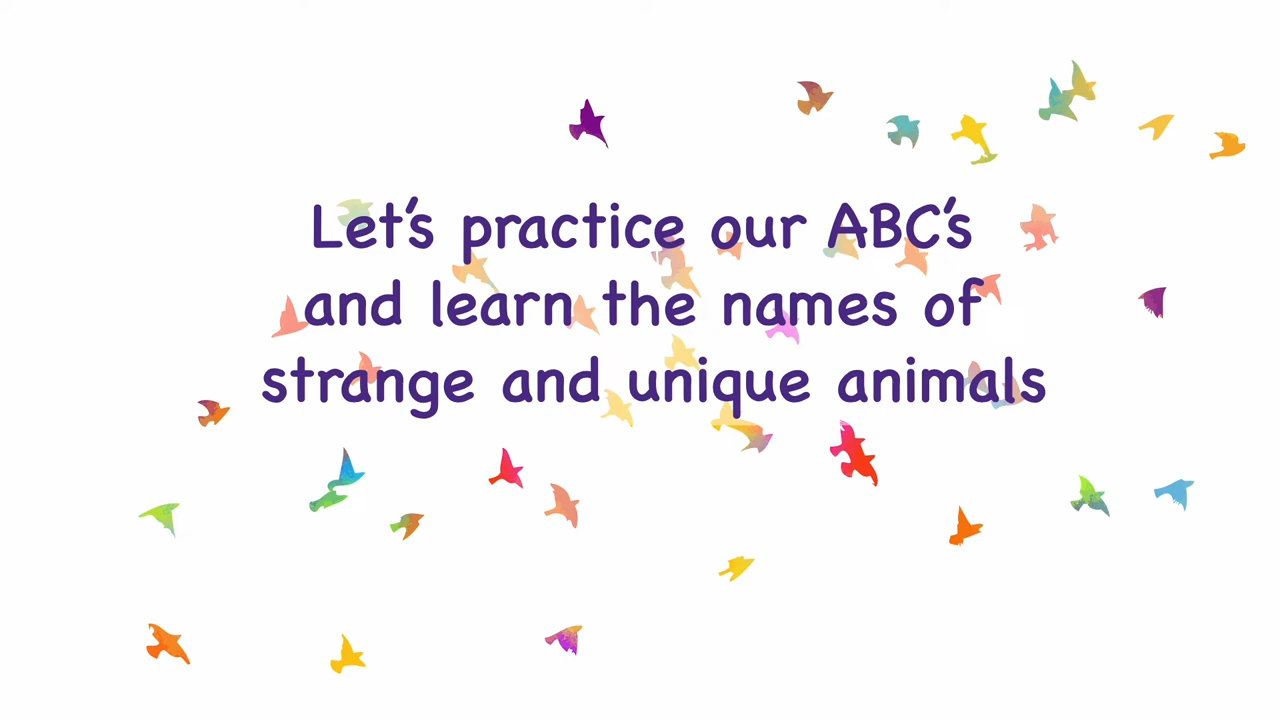 Let's practice our ABC's
and learn the names of
strange and unique animals